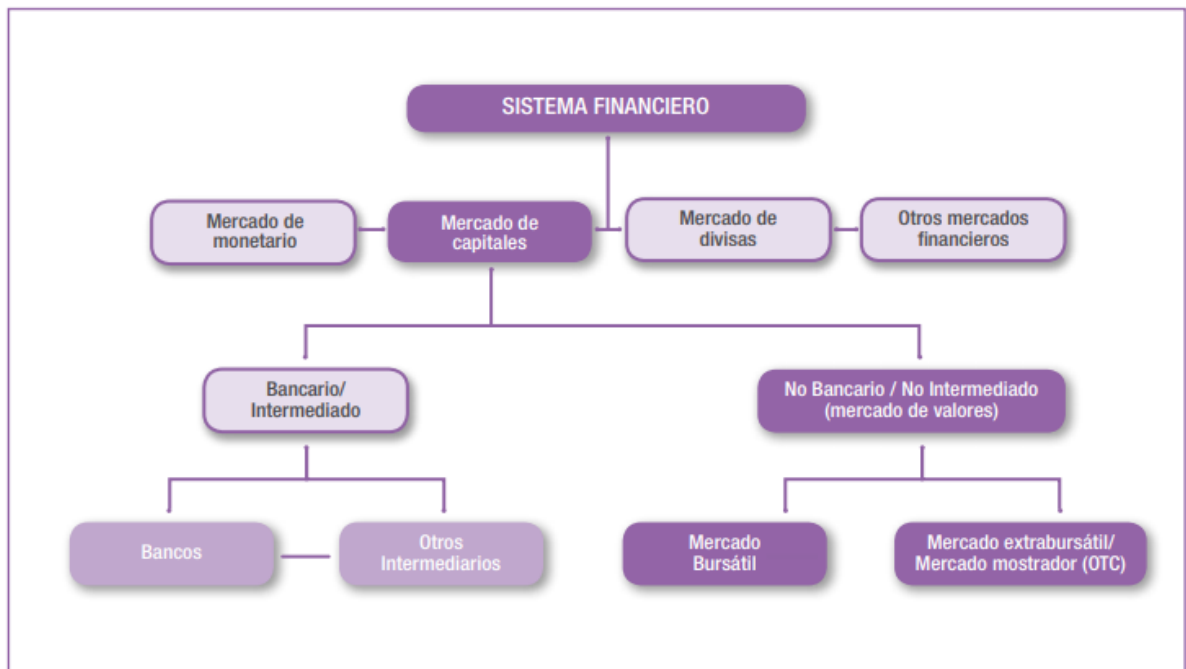 SISTEMA FINANCIERO
Mercado de
monetario
Mercado de
capitales
Mercado de
divisas
Otros mercados
financieros
Bancario/
Intermediado
No Bancario / No Intermediado
(mercado de valores)
Bancos
Otros
Intermediarios
Mercado
Bursátil
Mercado extrabursátil/
Mercado mostrador (OTC)